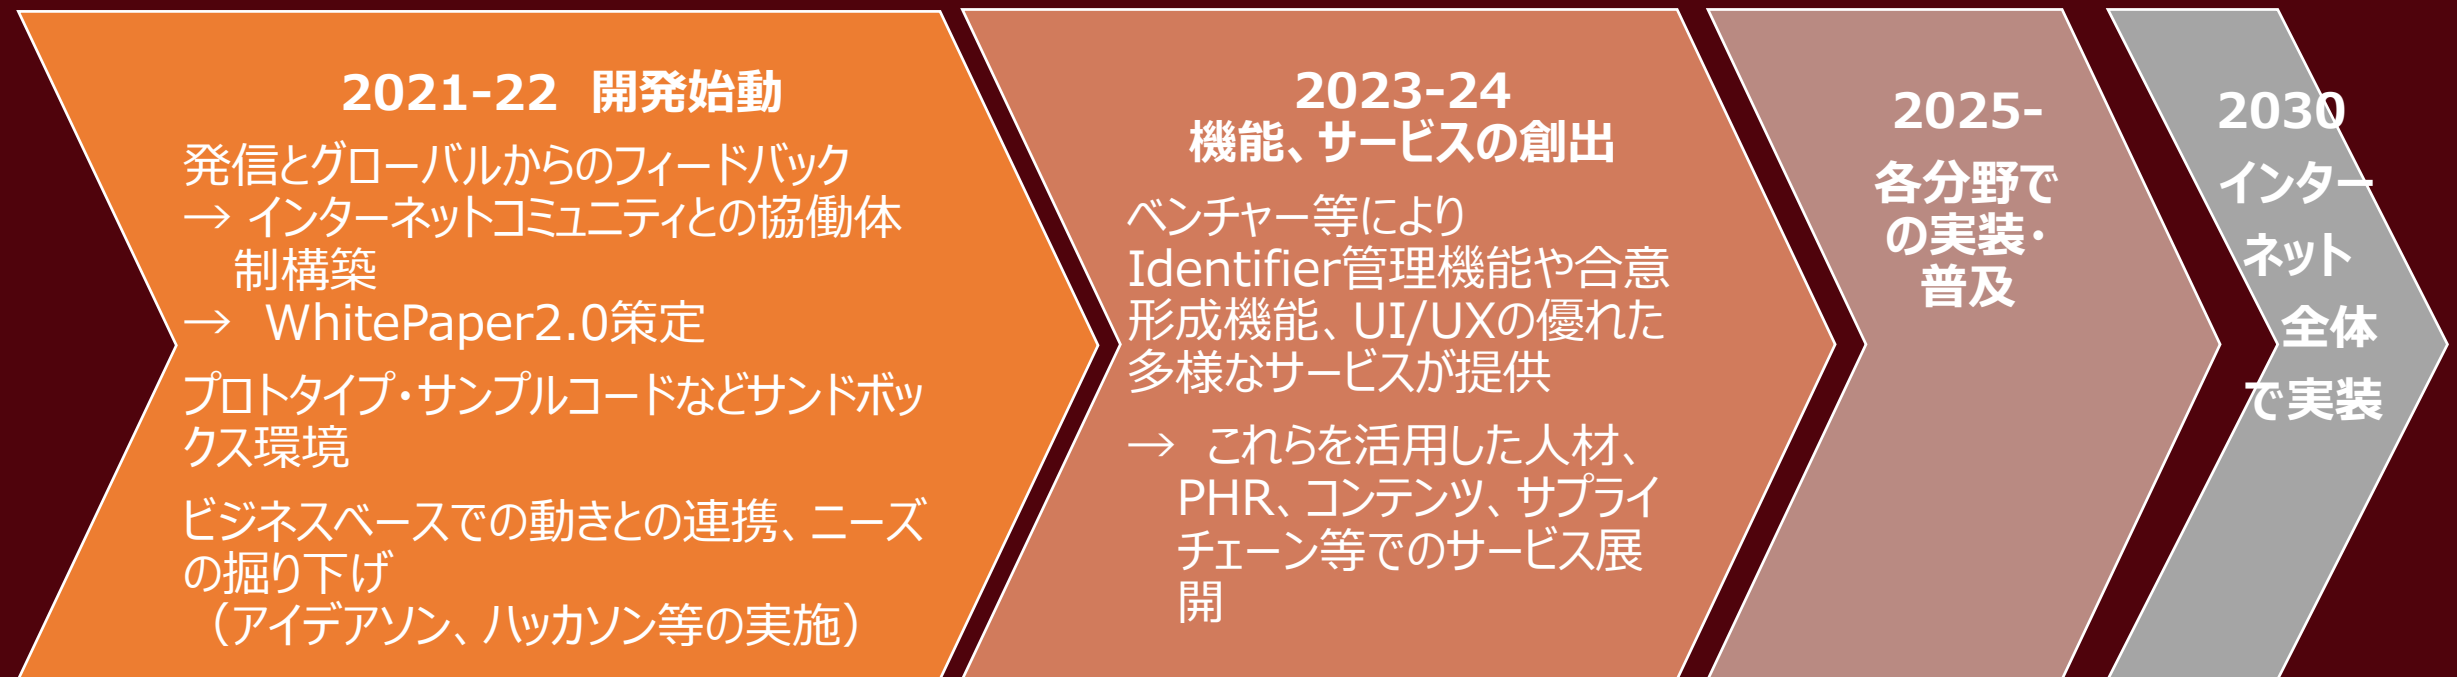 2021-22 開発始動
発信とグローバルからのフィードバック
→ インターネットコミュニティとの協働体
制構築
→ WhitePaper2.0策定
プロトタイプ・サンプルコードなどサンドボッ
クス環境
ビジネスベースでの動きとの連携、ニーズ
の掘り下げ
（アイデアソン、ハッカソン等の実施）
2023-24
機能、サービスの創出
ベンチャー等により
Identifier管理機能や合意
形成機能、UI/UXの優れた
多様なサービスが提供
→ これらを活用した人材、
PHR、コンテンツ、サプライ
チェーン等でのサービス展
開
2025-
各分野で
の実装・
普及
2030
インター
ネット
全体
で実装